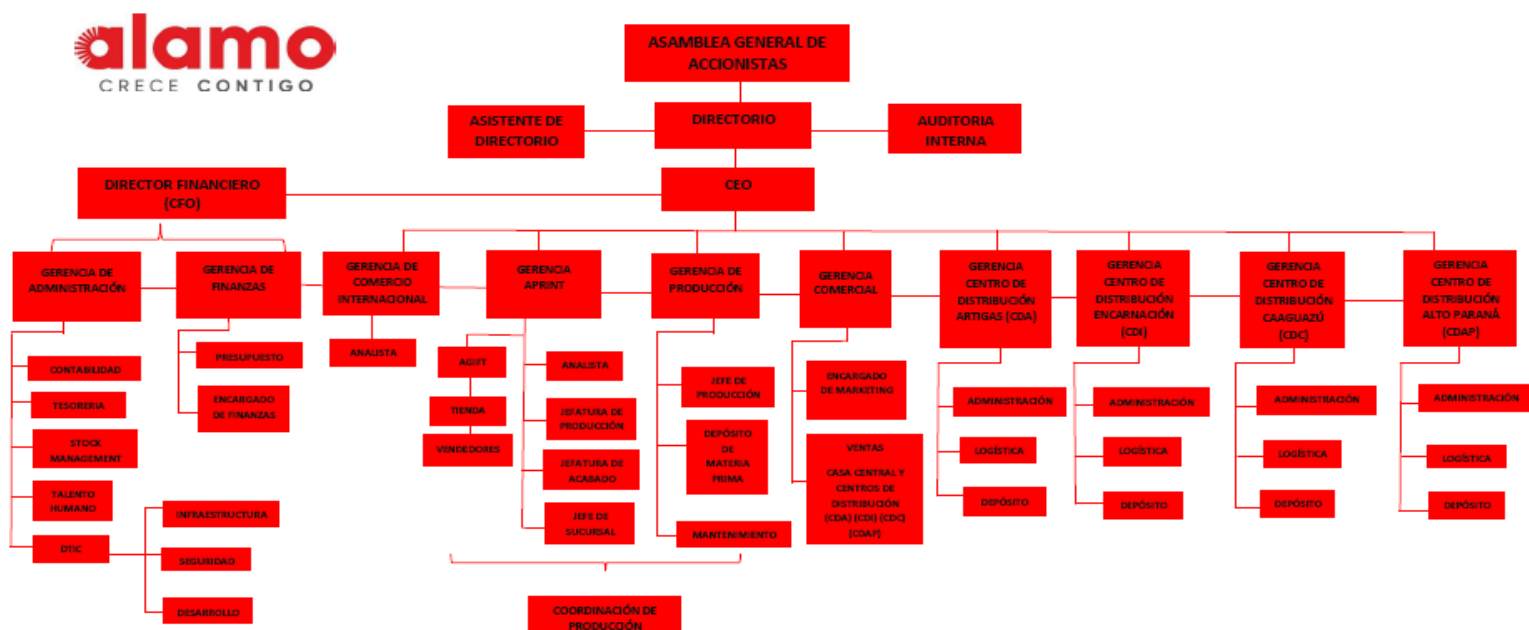 alamo
CRECE CONTIGO
ASAMBLEA GENERAL DE
ACCIONISTAS
ASISTENTE DE
DIRECTORIO
DIRECTORIO
AUDITORIA
INTERNA
DIRECTOR FINANCIERO
(CFO)
CEO
GERENCIA DE
ADMINISTRACIÓN
GERENCIA DE
FINANZAS
GERENCIA DE
COMERCIO
INTERNACIONAL
GERENCIA
APRINT
GERENCIA DE
PRODUCCIÓN
GERENCIA
COMERCIAL
GERENCIA
CENTRO DE
DISTRIBUCIÓN
ARTIGAS (CDA)
GERENCIA
CENTRO DE
DISTRIBUCIÓN
ENCARNACIÓN
(CDI)
GERENCIA
CENTRO DE
DISTRIBUCIÓN
CAAGUAZÚ
(CDC)
GERENCIA
CENTRO DE
DISTRIBUCIÓN
ALTO PARANÁ
(CDAP)
CONTABILIDAD
TESORERIA
STOCK
MANAGEMENT
TALENTO
HUMANO
DTIC
INFRAESTRUCTURA
SEGURIDAD
DESARROLLO
PRESUPUESTO
ENCARGADO
DE FINANZAS
ANALISTA
AGIFT
TIENDA
VENDEDORES
ANALISTA
JEFATURA DE
PRODUCCIÓN
JEFATURA DE
ACABADO
JEFE DE
SUCURSAL
JEFE DE
PRODUCCIÓN
DEPÓSITO
DE
MATERIA
PRIMA
MANTENIMIENTO
COORDINACIÓN DE
PRODUCCIÓN
ENCARGADO
DE MARKETING
VENTAS
CASA CENTRAL Y
CENTROS DE
DISTRIBUCIÓN
(CDA) (CDI) (CDC)
(CDAP)
ADMINISTRACIÓN
LOGÍSTICA
DEPÓSITO
ADMINISTRACIÓN
LOGÍSTICA
DEPÓSITO
ADMINISTRACIÓN
LOGÍSTICA
DEPÓSITO
ADMINISTRACIÓN
LOGÍSTICA
DEPÓSITO